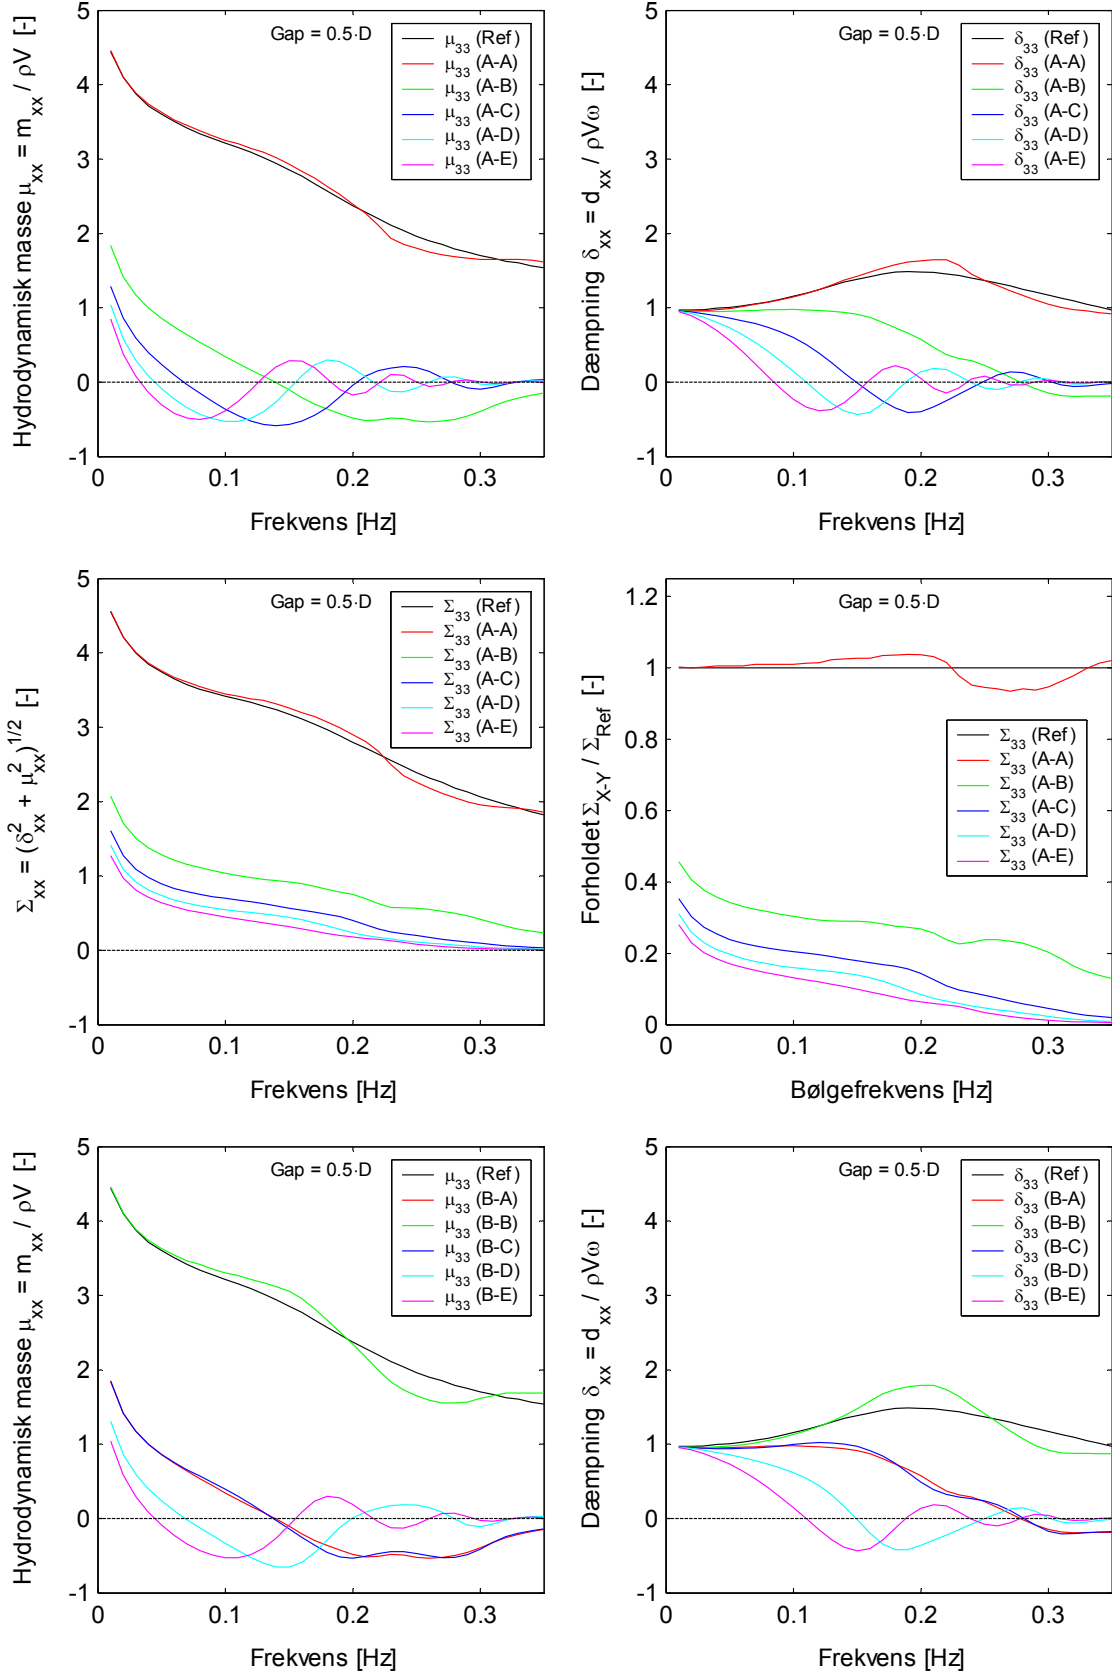 Gap = 0.5·D
μ33 (Ref)
μ33 (A-A)
μ33 (A-B)
μ33 (A-C)
μ33 (A-D)
μ33 (A-E)
5
4
3
2
1
0
-1
0
0.1
0.2
0.3
Hydrodynamisk masse μxx = mxx / ρV [-]
Frekvens [Hz]
Gap = 0.5·D
δ33 (Ref)
δ33 (A-A)
δ33 (A-B)
δ33 (A-C)
δ33 (A-D)
δ33 (A-E)
5
4
3
2
1
0
-1
0
0.1
0.2
0.3
Dæmpning δxx = dxx / ρVω [-]
Frekvens [Hz]
Gap = 0.5·D
Σ33 (Ref)
Σ33 (A-A)
Σ33 (A-B)
Σ33 (A-C)
Σ33 (A-D)
Σ33 (A-E)
5
4
3
2
1
0
-1
0
0.1
0.2
0.3
Σxx = (δ²xx + μ²xx)^1/2 [-]
Frekvens [Hz]
Gap = 0.5·D
Σ33 (Ref)
Σ33 (A-A)
Σ33 (A-B)
Σ33 (A-C)
Σ33 (A-D)
Σ33 (A-E)
1.2
1
0.8
0.6
0.4
0.2
0
0
0.1
0.2
0.3
Forholdet ΣX-Y / ΣRef [-]
Bølgefrekvens [Hz]
Gap = 0.5·D
μ33 (Ref)
μ33 (B-A)
μ33 (B-B)
μ33 (B-C)
μ33 (B-D)
μ33 (B-E)
5
4
3
2
1
0
-1
0
0.1
0.2
0.3
Hydrodynamisk masse μxx = mxx / ρV [-]
Frekvens [Hz]
Gap = 0.5·D
δ33 (Ref)
δ33 (B-A)
δ33 (B-B)
δ33 (B-C)
δ33 (B-D)
δ33 (B-E)
5
4
3
2
1
0
-1
0
0.1
0.2
0.3
Dæmpning δxx = dxx / ρVω [-]
Frekvens [Hz]